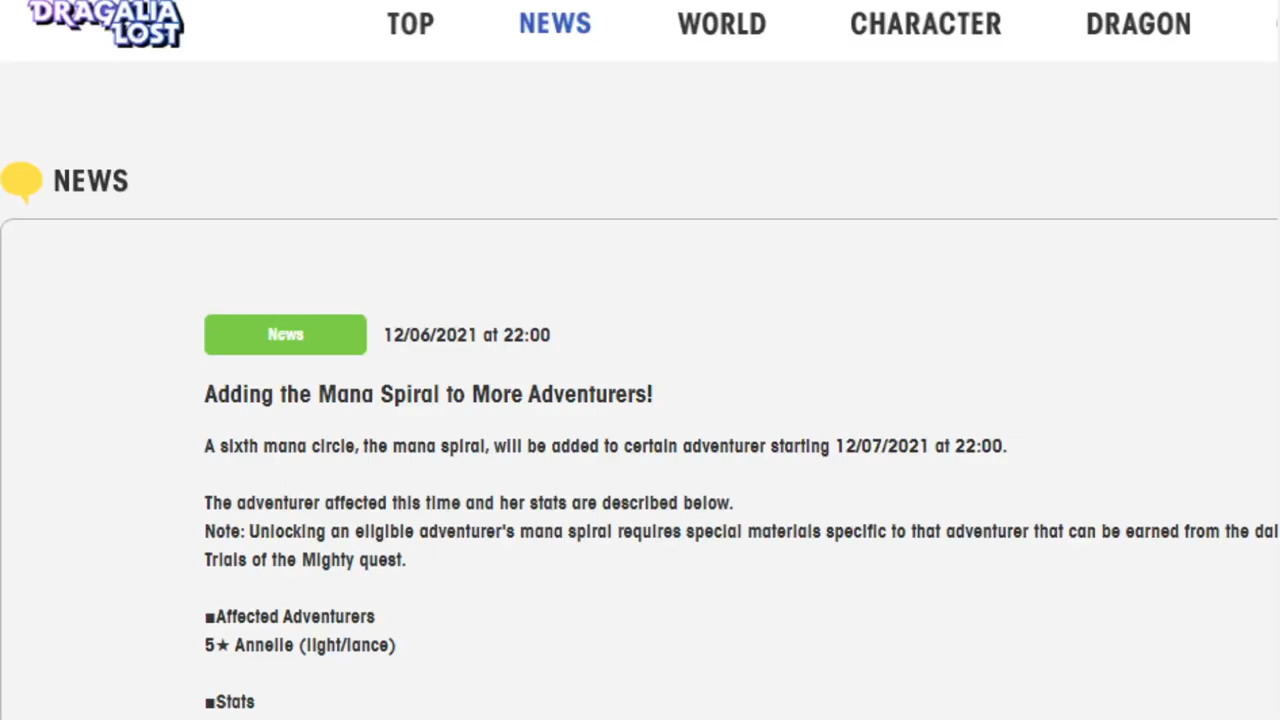 DRAGALIA
LOST
TOP NEWS WORLD CHARACTER DRAGON
NEWS
News 12/06/2021 at 22:00
Adding the Mana Spiral to More Adventurers!
A sixth mana circle, the mana spiral, will be added to certain adventurer starting 12/07/2021 at 22:00.
The adventurer affected this time and her stats are described below.
Note: Unlocking an eligible adventurer's mana spiral requires special materials specific to that adventurer that can be earned from the dai
Trials of the Mighty quest.
■Affected Adventurers
5★ Annelie (light/lance)
■Stats